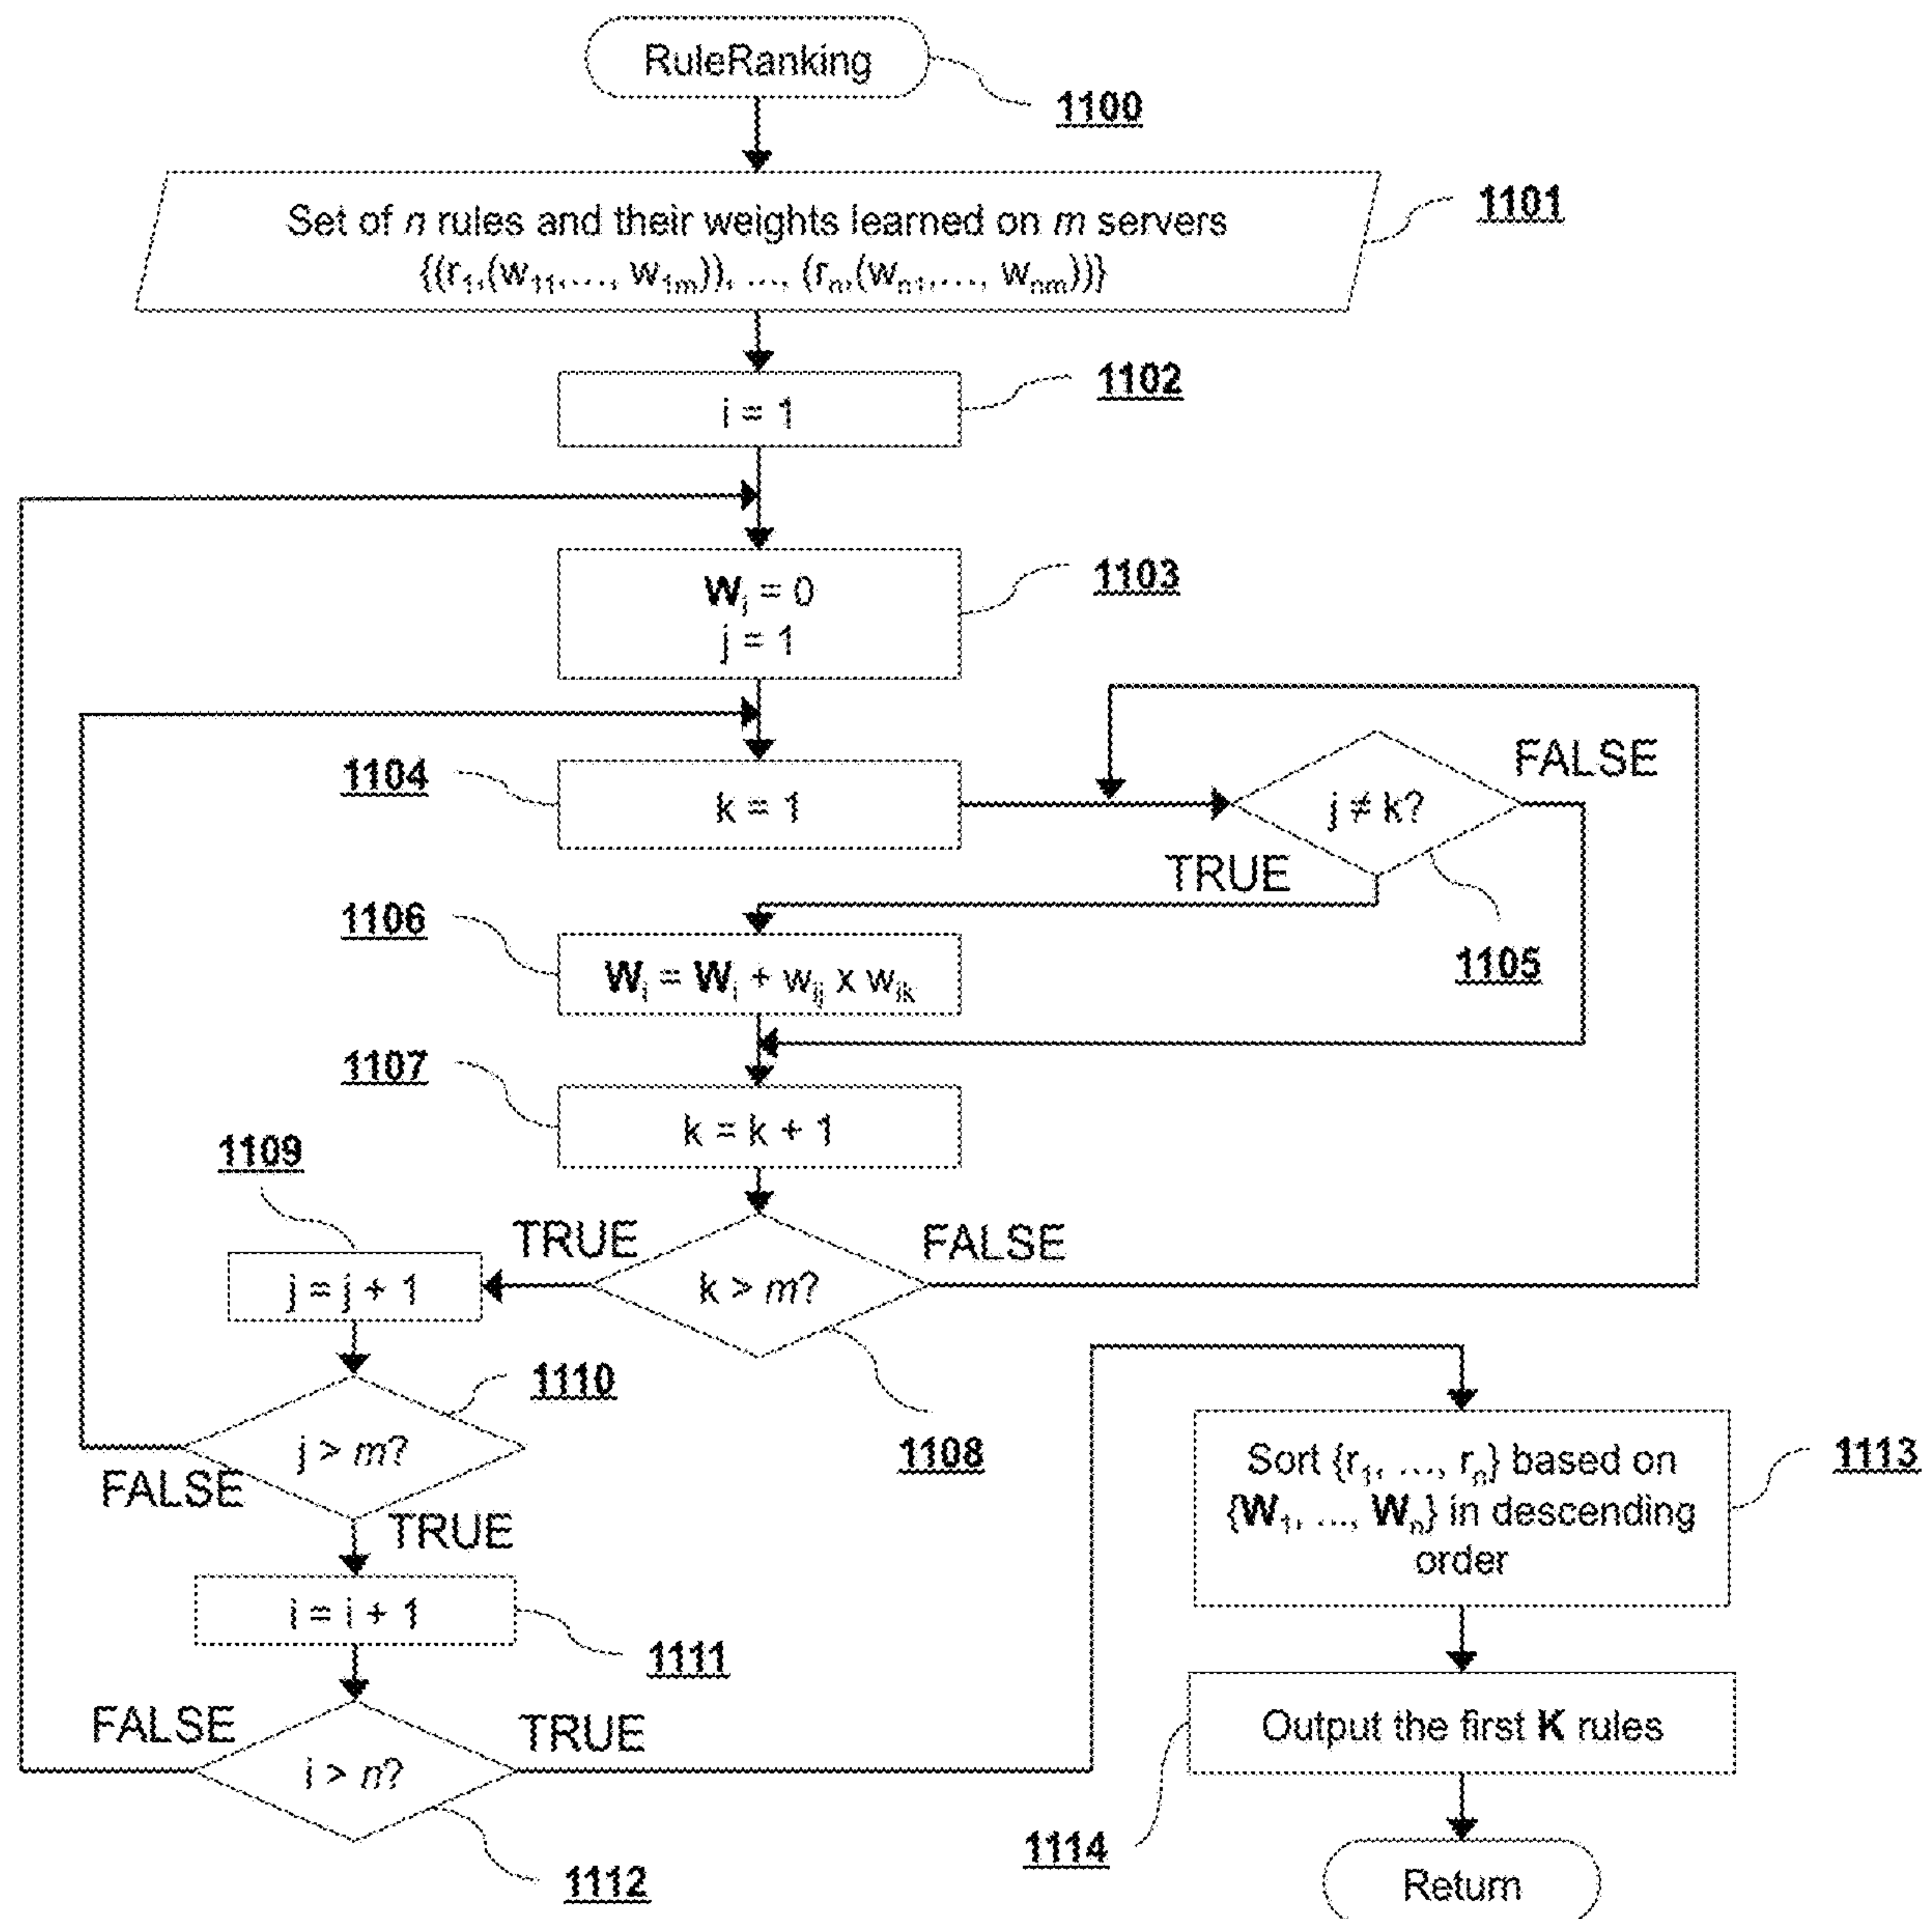 RuleRanking
1100
Set of n rules and their weights learned on m servers
{(r₁,(w₁₁,..., w₁ₘ)), ..., (rₙ,(wₙ₁,..., wₙₘ))}
1101
i = 1
1102
Wᵢ = 0
j = 1
1103
1104
k = 1
j ≠ k?
FALSE
TRUE
1105
1106
Wᵢ = Wᵢ + wᵢⱼ x wᵢₖ
1107
k = k + 1
1109
TRUE
FALSE
j = j + 1
k > m?
1110
1108
j > m?
FALSE
TRUE
Sort {r₁, ..., rₙ} based on
{W₁, ..., Wₙ} in descending
order
1113
i = i + 1
1111
FALSE
TRUE
i > n?
Output the first K rules
1114
1112
Return